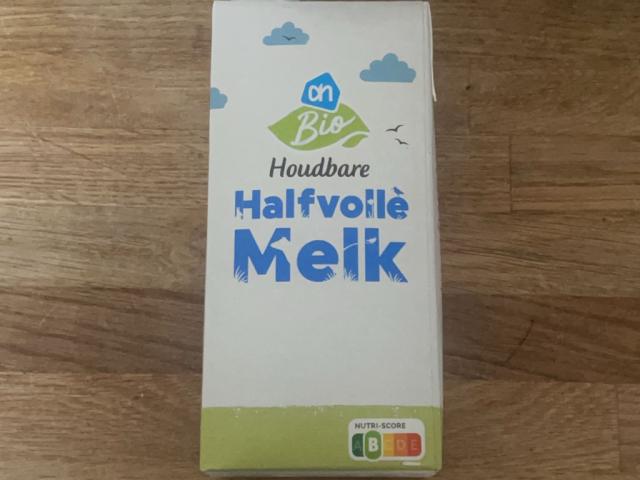 ah
Bio
Houdbare
Halfvolle
Melk
NUTRI-SCORE
A B C D E